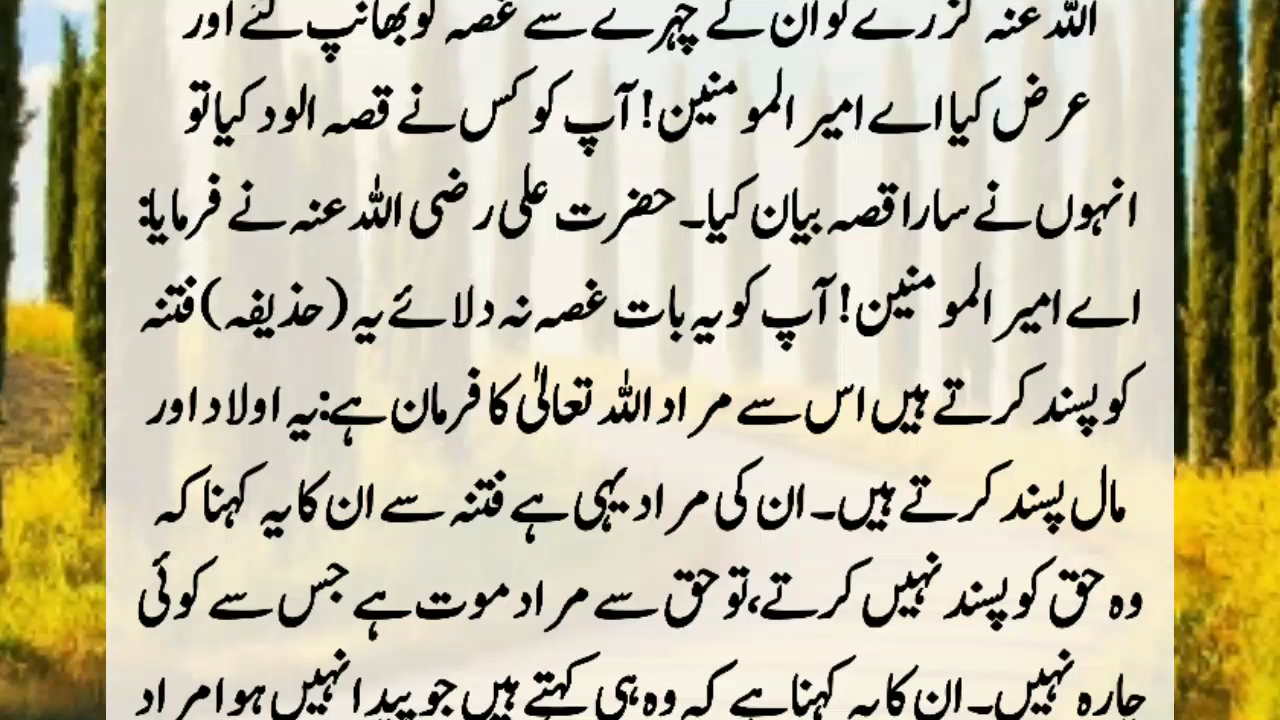 اللہ عنہ گزرے تو ان کے چہرے سے غصہ کو بھانپ گئے اور
عرض کیا اے امیر المومنین! آپ کو کس نے قصہ الود کیا تو
انہوں نے سارا قصہ بیان کیا۔ حضرت علی رضی اللہ عنہ نے فرمایا:
اے امیر المومنین! آپ کو یہ بات غصہ نہ دلائے یہ (حذیفہ) فتنہ
کو پسند کرتے ہیں اس سے مراد اللہ تعالیٰ کا فرمان ہے: یہ اولاد اور
مال پسند کرتے ہیں۔ ان کی مراد یہی ہے فتنہ سے ان کا یہ کہنا کہ
وہ حق کو پسند نہیں کرتے، تو حق سے مراد موت ہے جس سے کوئی
چارہ نہیں۔ ان کا یہ کہنا ہے کہ وہ ہی کہتے ہیں جو پیدا نہیں ہوا مراد